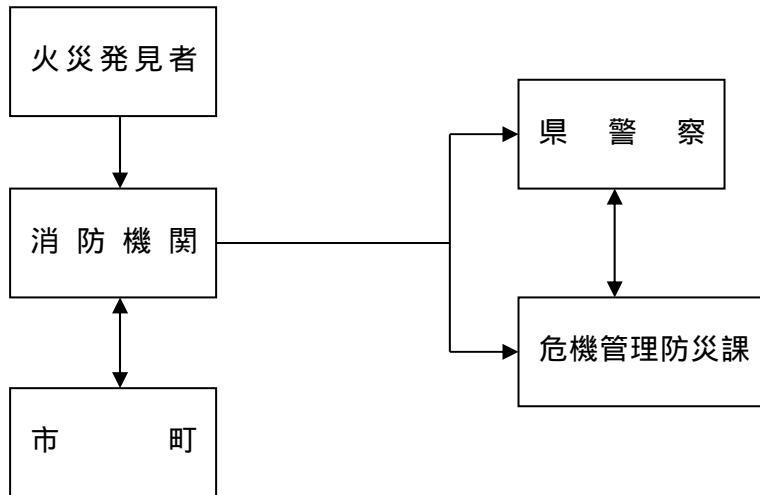 火災発見者
県警察
消防機関
危機管理防災課
市町